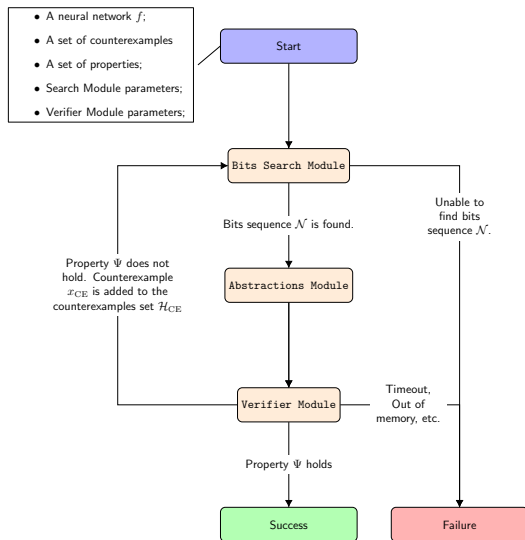 • A neural network f;
• A set of counterexamples
• A set of properties;
• Search Module parameters;
• Verifier Module parameters;
Start
Bits Search Module
Unable to
find bits
sequence 𝒩.
Bits sequence 𝒩 is found.
Property Ψ does not
hold. Counterexample
x_CE is added to the
counterexamples set ℋ_CE
Abstractions Module
Verifier Module
Timeout,
Out of
memory, etc.
Property Ψ holds
Success
Failure